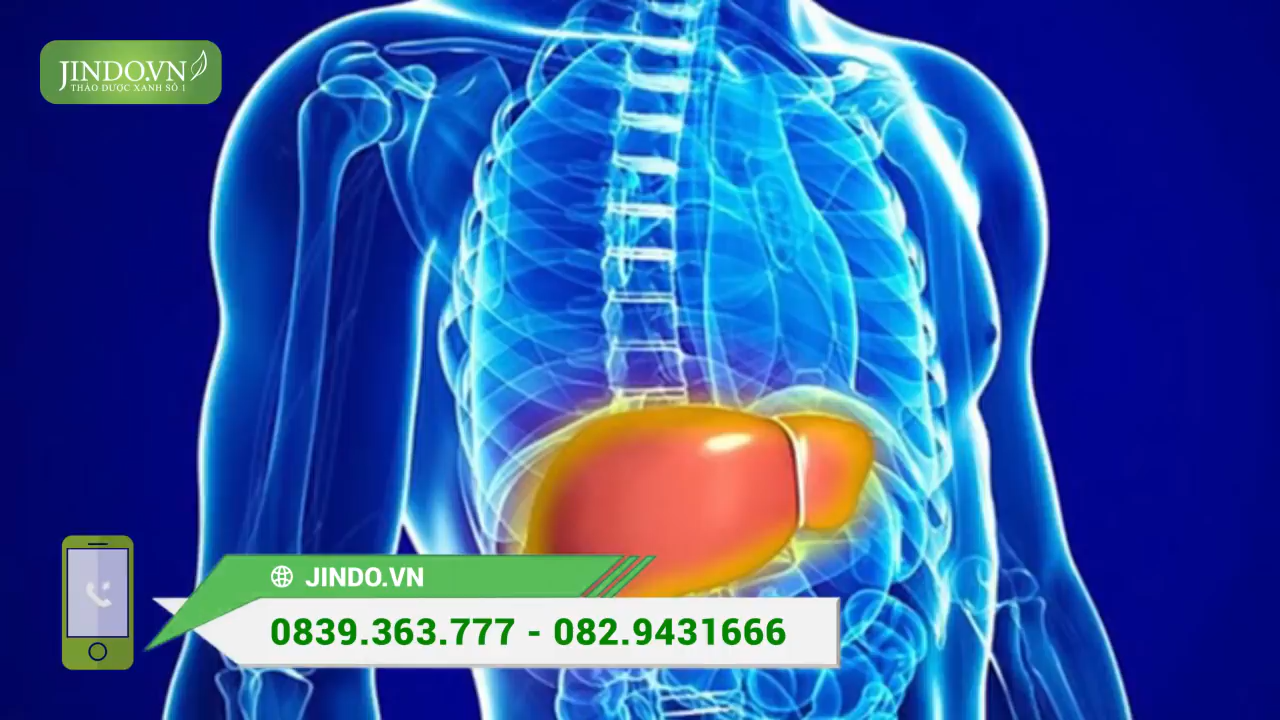 JINDO.VN
THẢO DƯỢC XANH SỐ 1
JINDO.VN
0839.363.777 - 082.9431666